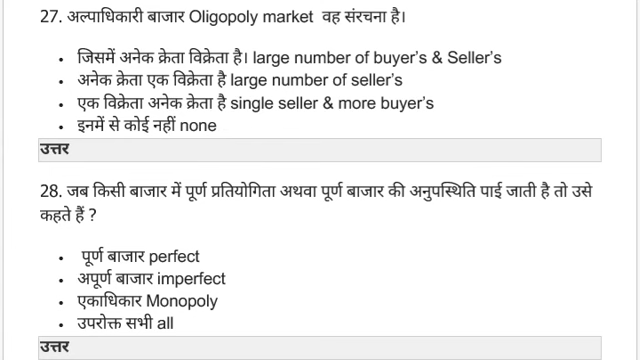 27. अल्पाधिकारी बाजार Oligopoly market वह संरचना है।
• जिसमें अनेक क्रेता विक्रेता है। large number of buyer's & Seller's
• अनेक क्रेता एक विक्रेता है large number of seller's
• एक विक्रेता अनेक क्रेता है single seller & more buyer's
• इनमें से कोई नहीं none
उत्तर
28. जब किसी बाजार में पूर्ण प्रतियोगिता अथवा पूर्ण बाजार की अनुपस्थिति पाई जाती है तो उसे
कहते हैं ?
• पूर्ण बाजार perfect
• अपूर्ण बाजार imperfect
• एकाधिकार Monopoly
• उपरोक्त सभी all
उत्तर